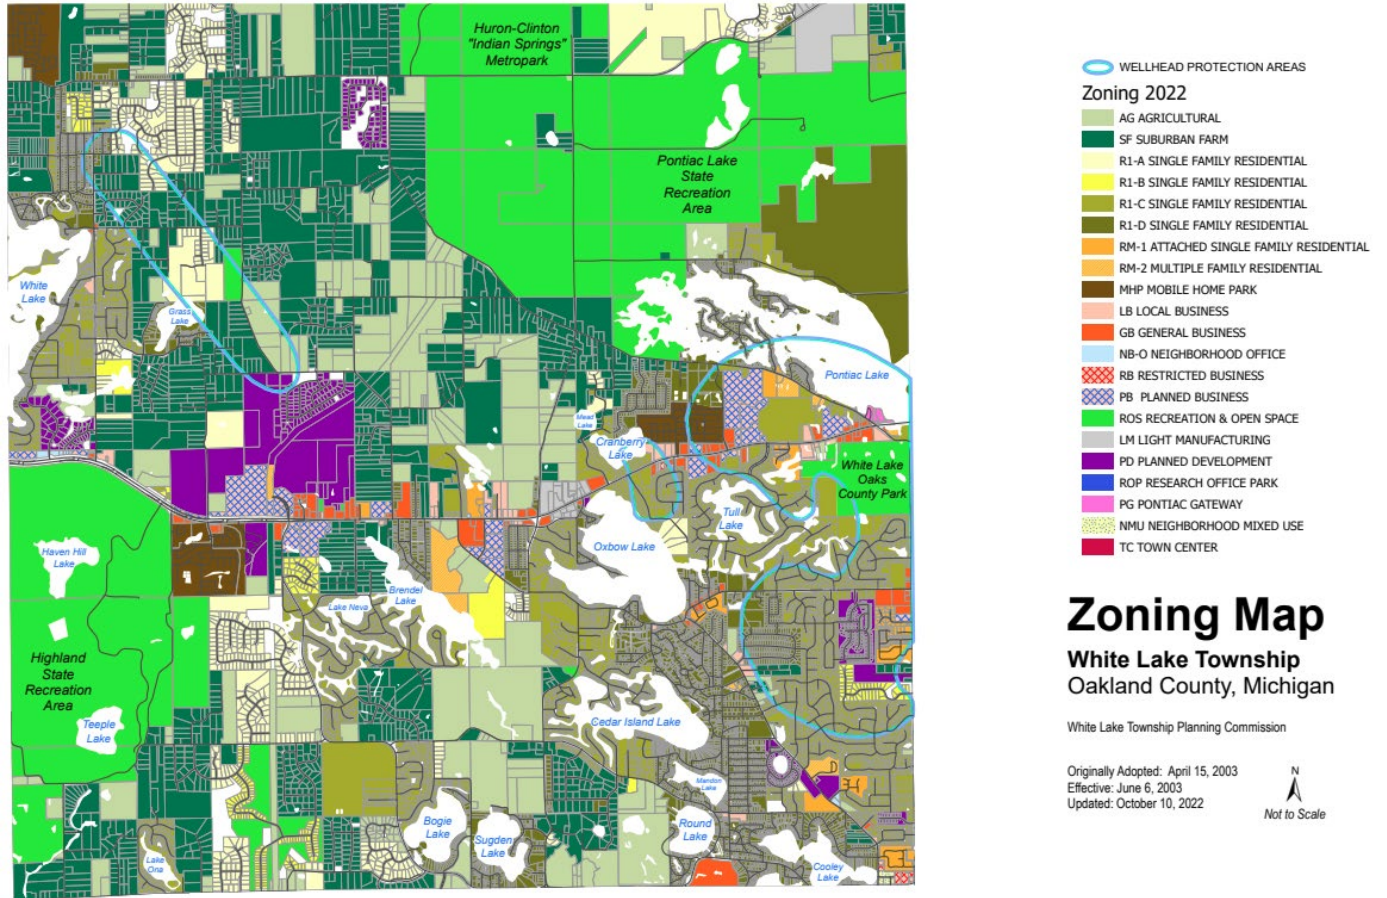 Huron-Clinton
"Indian Springs"
Metropark
Pontiac Lake
State
Recreation
Area
White
Lake
Grass
Lake
Pontiac Lake
Mead
Lake
Cranberry
Lake
White Lake
Oaks
County Park
Tull
Lake
Oxbow Lake
Haven Hill
Lake
Brendel
Lake
Lake Neva
Highland
State
Recreation
Area
Teeple
Lake
Cedar Island Lake
Mandon
Lake
Bogie
Lake
Sugden
Lake
Round
Lake
Lake
Ona
Cooley
Lake
WELLHEAD PROTECTION AREAS
Zoning 2022
AG AGRICULTURAL
SF SUBURBAN FARM
R1-A SINGLE FAMILY RESIDENTIAL
R1-B SINGLE FAMILY RESIDENTIAL
R1-C SINGLE FAMILY RESIDENTIAL
R1-D SINGLE FAMILY RESIDENTIAL
RM-1 ATTACHED SINGLE FAMILY RESIDENTIAL
RM-2 MULTIPLE FAMILY RESIDENTIAL
MHP MOBILE HOME PARK
LB LOCAL BUSINESS
GB GENERAL BUSINESS
NB-O NEIGHBORHOOD OFFICE
RB RESTRICTED BUSINESS
PB PLANNED BUSINESS
ROS RECREATION & OPEN SPACE
LM LIGHT MANUFACTURING
PD PLANNED DEVELOPMENT
ROP RESEARCH OFFICE PARK
PG PONTIAC GATEWAY
NMU NEIGHBORHOOD MIXED USE
TC TOWN CENTER
Zoning Map
White Lake Township
Oakland County, Michigan
White Lake Township Planning Commission
Originally Adopted: April 15, 2003
Effective: June 6, 2003
Updated: October 10, 2022
N
Not to Scale